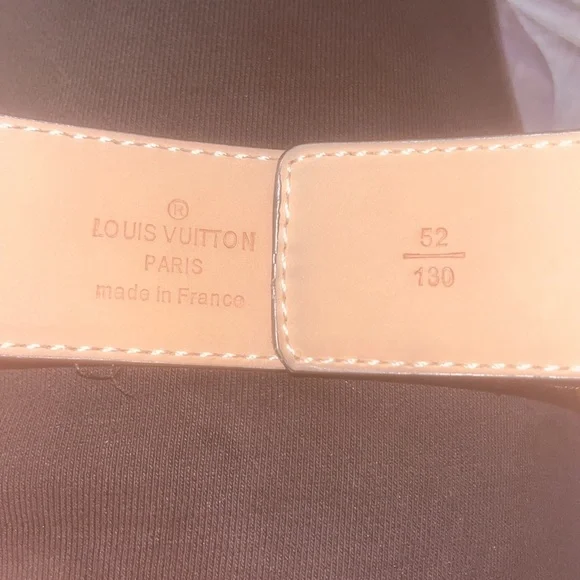 ®
LOUIS VUITTON
PARIS
made in France
52
130